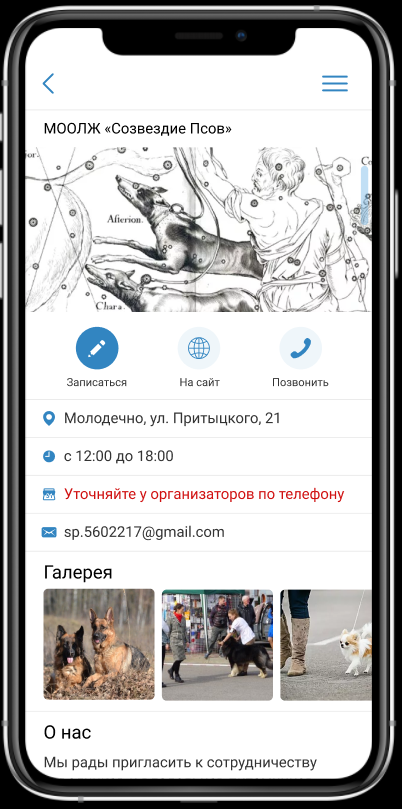 МООЛЖ «Созвездие Псов»
Afterion.
Chara.
Записаться
На сайт
Позвонить
Молодечно, ул. Притыцкого, 21
с 12:00 до 18:00
Уточняйте у организаторов по телефону
sp.5602217@gmail.com
Галерея
О нас
Мы рады пригласить к сотрудничеству